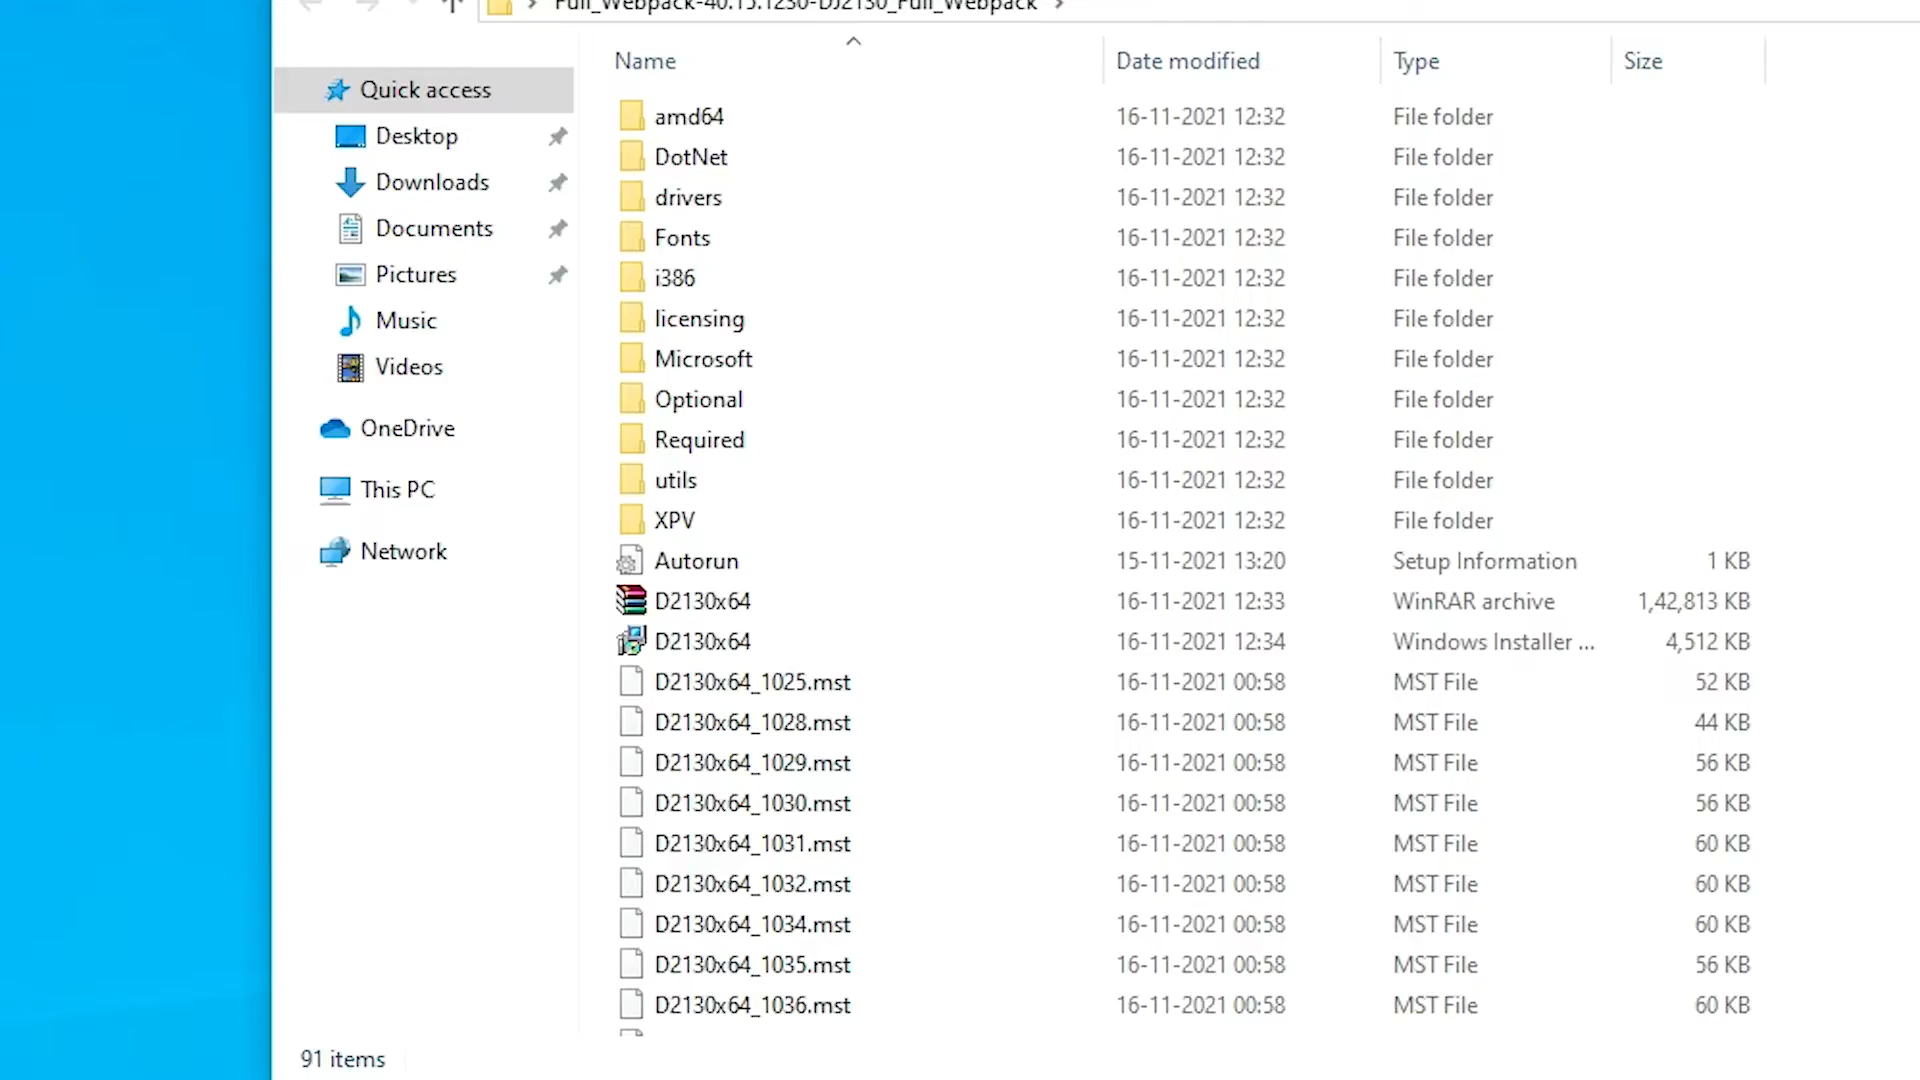 Full_Webpack-40.15.1230-DJ2130_Full_Webpack
Name Date modified Type Size
Quick access
Desktop
Downloads
Documents
Pictures
Music
Videos
OneDrive
This PC
Network
amd64 16-11-2021 12:32 File folder
DotNet 16-11-2021 12:32 File folder
drivers 16-11-2021 12:32 File folder
Fonts 16-11-2021 12:32 File folder
i386 16-11-2021 12:32 File folder
licensing 16-11-2021 12:32 File folder
Microsoft 16-11-2021 12:32 File folder
Optional 16-11-2021 12:32 File folder
Required 16-11-2021 12:32 File folder
utils 16-11-2021 12:32 File folder
XPV 16-11-2021 12:32 File folder
Autorun 15-11-2021 13:20 Setup Information 1 KB
D2130x64 16-11-2021 12:33 WinRAR archive 1,42,813 KB
D2130x64 16-11-2021 12:34 Windows Installer ... 4,512 KB
D2130x64_1025.mst 16-11-2021 00:58 MST File 52 KB
D2130x64_1028.mst 16-11-2021 00:58 MST File 44 KB
D2130x64_1029.mst 16-11-2021 00:58 MST File 56 KB
D2130x64_1030.mst 16-11-2021 00:58 MST File 56 KB
D2130x64_1031.mst 16-11-2021 00:58 MST File 60 KB
D2130x64_1032.mst 16-11-2021 00:58 MST File 60 KB
D2130x64_1034.mst 16-11-2021 00:58 MST File 60 KB
D2130x64_1035.mst 16-11-2021 00:58 MST File 56 KB
D2130x64_1036.mst 16-11-2021 00:58 MST File 60 KB
91 items